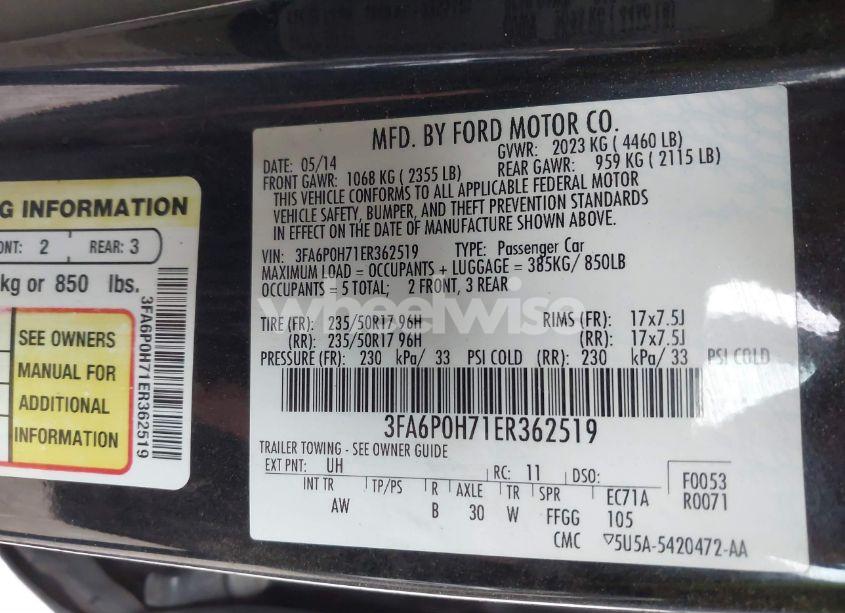 MFD. BY FORD MOTOR CO.
DATE: 05/14 GVWR: 2023 KG ( 4460 LB)
FRONT GAWR: 1068 KG ( 2355 LB) REAR GAWR: 959 KG ( 2115 LB)
THIS VEHICLE CONFORMS TO ALL APPLICABLE FEDERAL MOTOR
VEHICLE SAFETY, BUMPER, AND THEFT PREVENTION STANDARDS
IN EFFECT ON THE DATE OF MANUFACTURE SHOWN ABOVE.
VIN: 3FA6P0H71ER362519 TYPE: Passenger Car
MAXIMUM LOAD = OCCUPANTS + LUGGAGE = 385KG/ 850LB
OCCUPANTS = 5 TOTAL; 2 FRONT, 3 REAR
TIRE (FR): 235/50R17 96H RIMS (FR): 17x7.5J
(RR): 235/50R17 96H (RR): 17x7.5J
PRESSURE (FR): 230 kPa/ 33 PSI COLD (RR): 230 kPa/ 33 PSI COLD
3FA6P0H71ER362519
TRAILER TOWING - SEE OWNER GUIDE
EXT PNT: UH RC: 11 DSO: F0053
R0071
INT TR TP/PS R AXLE TR SPR EC71A
AW B 30 W FFGG 105
CMC ▽5U5A-5420472-AA
G INFORMATION
ONT: 2 REAR: 3
kg or 850 lbs.
SEE OWNERS
MANUAL FOR
ADDITIONAL
INFORMATION
3FA6P0H71ER362519
wheelwise